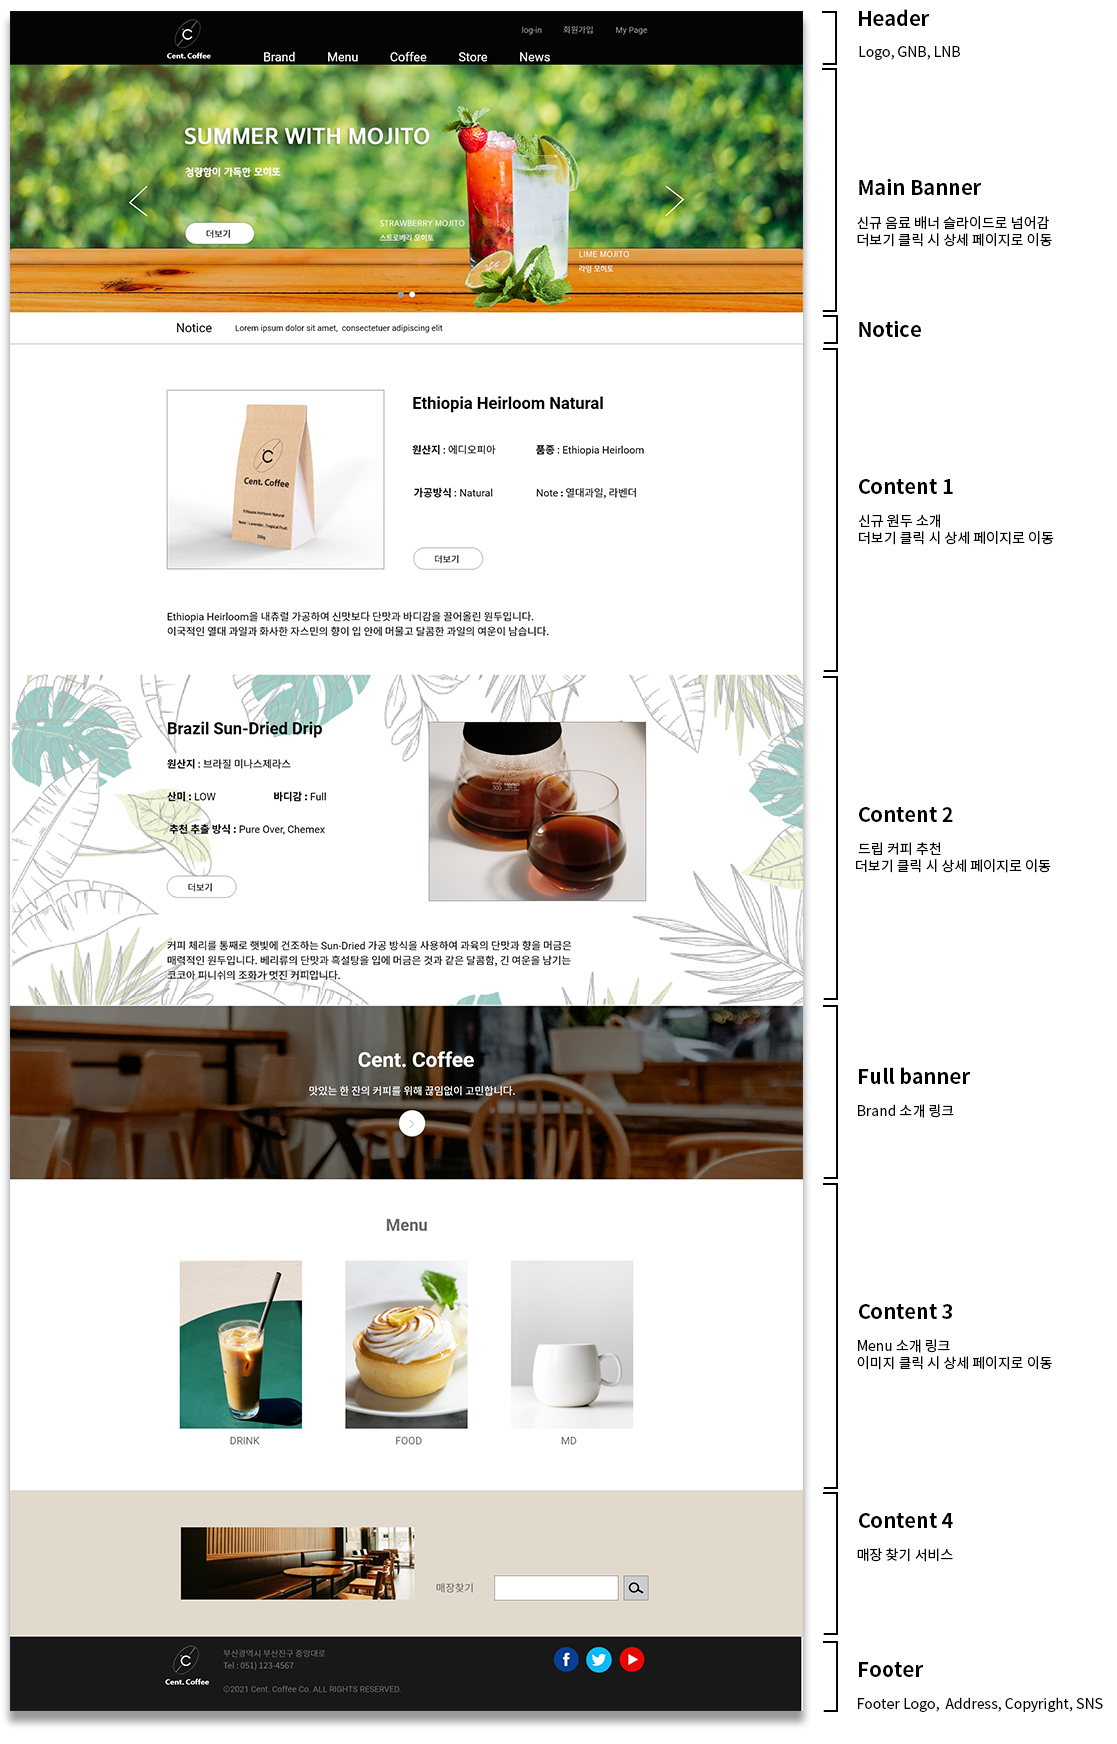 log-in 회원가입 My Page
Cent. Coffee
Brand Menu Coffee Store News
SUMMER WITH MOJITO
청량함이 가득한 모히또
더보기
STRAWBERRY MOJITO
스트로베리 모히토
LIME MOJITO
라임 모히토
Notice Lorem ipsum dolor sit amet, consectetuer adipiscing elit
Cent. Coffee
Ethiopia Heirloom Natural
Note : Lavender, Tropical Fruit
200g
Ethiopia Heirloom Natural
원산지 : 에디오피아 품종 : Ethiopia Heirloom
가공방식 : Natural Note : 열대과일, 라벤더
더보기
Ethiopia Heirloom을 내츄럴 가공하여 신맛보다 단맛과 바디감을 끌어올린 원두입니다.
이국적인 열대 과일과 화사한 자스민의 향이 입 안에 머물고 달콤한 과일의 여운이 남습니다.
Brazil Sun-Dried Drip
원산지 : 브라질 미나스제라스
산미 : LOW 바디감 : Full
추천 추출 방식 : Pure Over, Chemex
더보기
커피 체리를 통째로 햇빛에 건조하는 Sun-Dried 가공 방식을 사용하여 과육의 단맛과 향을 머금은
매력적인 원두입니다. 베리류의 단맛과 흑설탕을 입에 머금은 것과 같은 달콤함, 긴 여운을 남기는
코코아 피니쉬의 조화가 멋진 커피입니다.
Cent. Coffee
맛있는 한 잔의 커피를 위해 끊임없이 고민합니다.
Menu
DRINK FOOD MD
매장찾기
Cent. Coffee
부산광역시 부산진구 중앙대로
Tel : 051) 123-4567
©2021 Cent. Coffee Co. ALL RIGHTS RESERVED.
Header
Logo, GNB, LNB
Main Banner
신규 음료 배너 슬라이드로 넘어감
더보기 클릭 시 상세 페이지로 이동
Notice
Content 1
신규 원두 소개
더보기 클릭 시 상세 페이지로 이동
Content 2
드립 커피 추천
더보기 클릭 시 상세 페이지로 이동
Full banner
Brand 소개 링크
Content 3
Menu 소개 링크
이미지 클릭 시 상세 페이지로 이동
Content 4
매장 찾기 서비스
Footer
Footer Logo, Address, Copyright, SNS